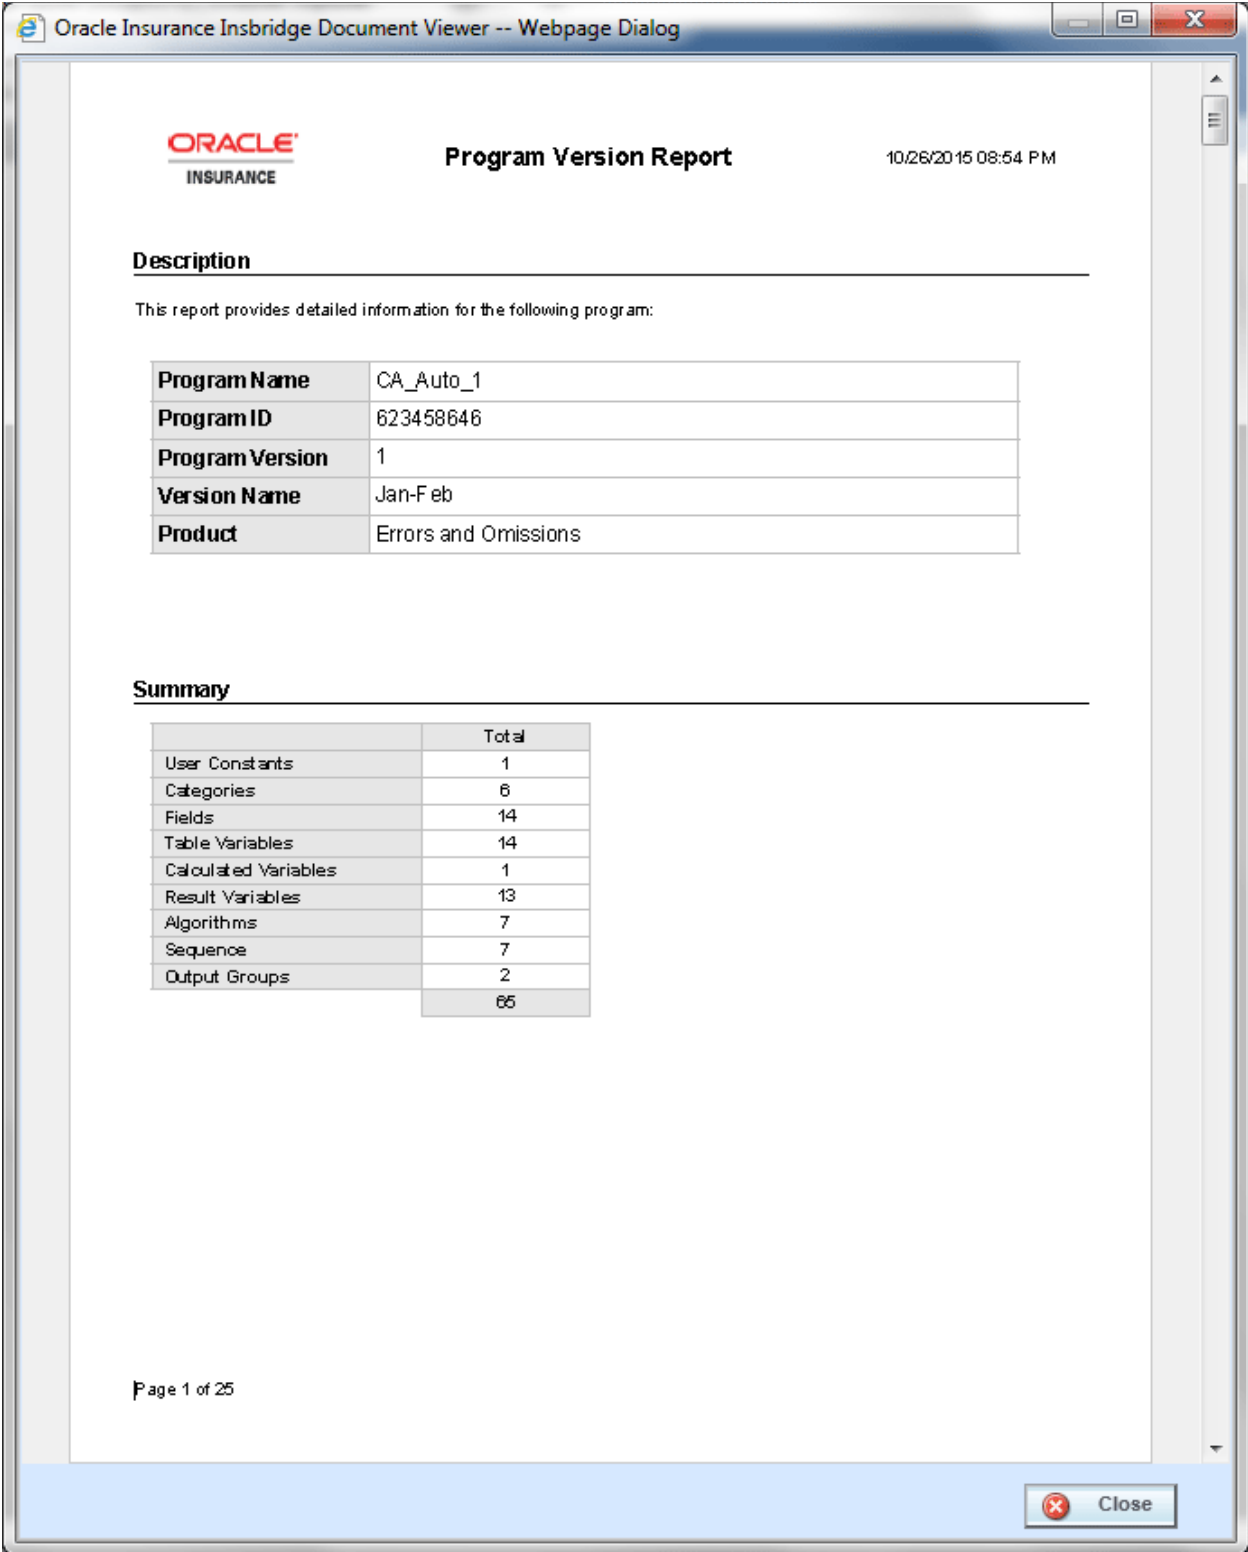 Oracle Insurance Insbridge Document Viewer -- Webpage Dialog
ORACLE
INSURANCE
Program Version Report
10/26/2015 08:54 PM
Description
This report provides detailed information for the following program:
Program Name CA_Auto_1
Program ID 623458646
Program Version 1
Version Name Jan-Feb
Product Errors and Omissions
Summary
Total
User Constants 1
Categories 6
Fields 14
Table Variables 14
Calculated Variables 1
Result Variables 13
Algorithms 7
Sequence 7
Output Groups 2
65
Page 1 of 25
Close